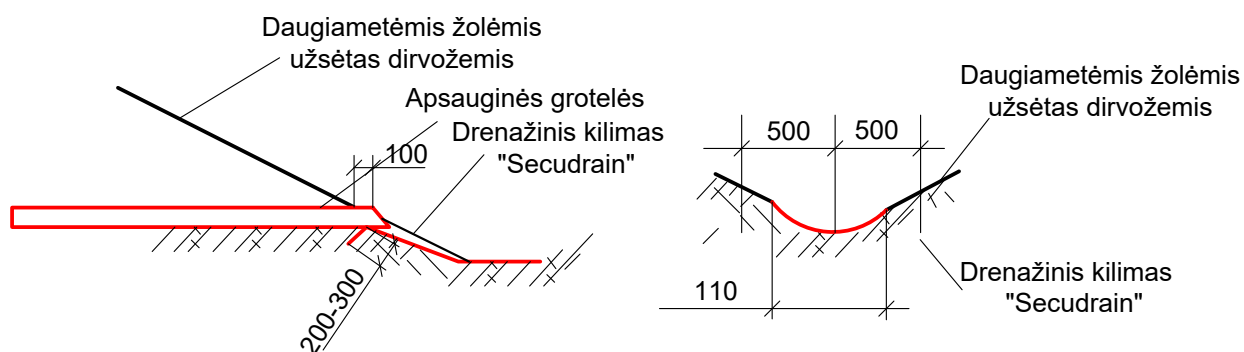 Daugiametėmis žolėmis
užsėtas dirvožemis
Apsauginės grotelės
Drenažinis kilimas
"Secudrain"
100
200-300
Daugiametėmis žolėmis
užsėtas dirvožemis
500
500
110
Drenažinis kilimas
"Secudrain"